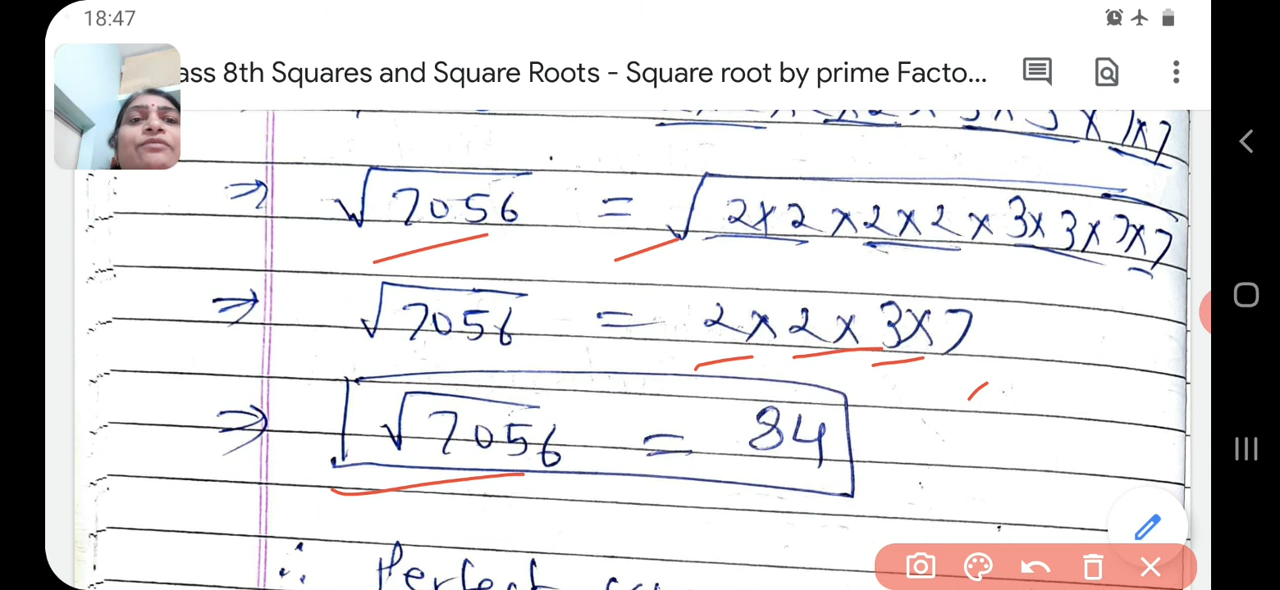 18:47
ass 8th Squares and Square Roots - Square root by prime Facto...
⇒ √7056 = √2×2×2×2×3×3×7×7
⇒ √7056 = 2×2×3×7
⇒ √7056 = 84
∴ Perfect